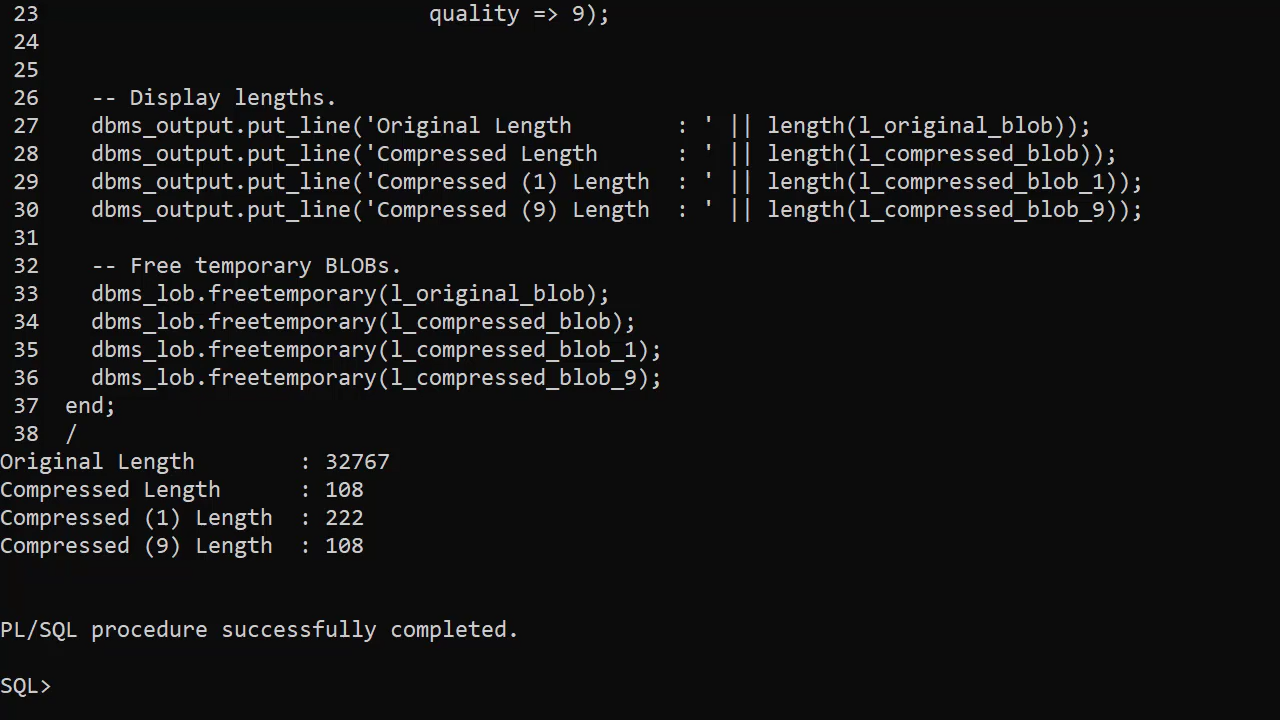 23                              quality => 9);
24
25
26    -- Display lengths.
27    dbms_output.put_line('Original Length        : ' || length(l_original_blob));
28    dbms_output.put_line('Compressed Length      : ' || length(l_compressed_blob));
29    dbms_output.put_line('Compressed (1) Length  : ' || length(l_compressed_blob_1));
30    dbms_output.put_line('Compressed (9) Length  : ' || length(l_compressed_blob_9));
31
32    -- Free temporary BLOBs.
33    dbms_lob.freetemporary(l_original_blob);
34    dbms_lob.freetemporary(l_compressed_blob);
35    dbms_lob.freetemporary(l_compressed_blob_1);
36    dbms_lob.freetemporary(l_compressed_blob_9);
37  end;
38  /
Original Length        : 32767
Compressed Length      : 108
Compressed (1) Length  : 222
Compressed (9) Length  : 108
PL/SQL procedure successfully completed.
SQL>